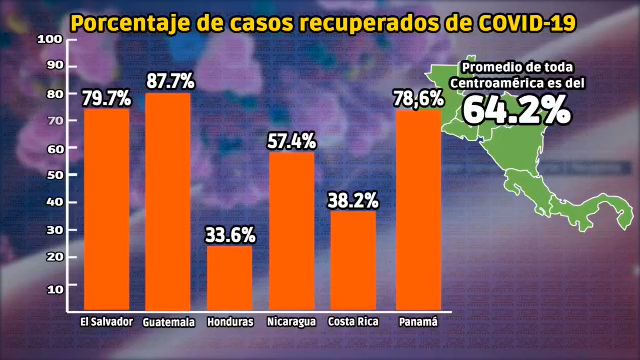 Porcentaje de casos recuperados de COVID-19
100
90
80
70
60
50
40
30
20
10
79.7%
87.7%
33.6%
57.4%
38.2%
78,6%
El Salvador
Guatemala
Honduras
Nicaragua
Costa Rica
Panamá
Promedio de toda
Centroamérica es del
64.2%